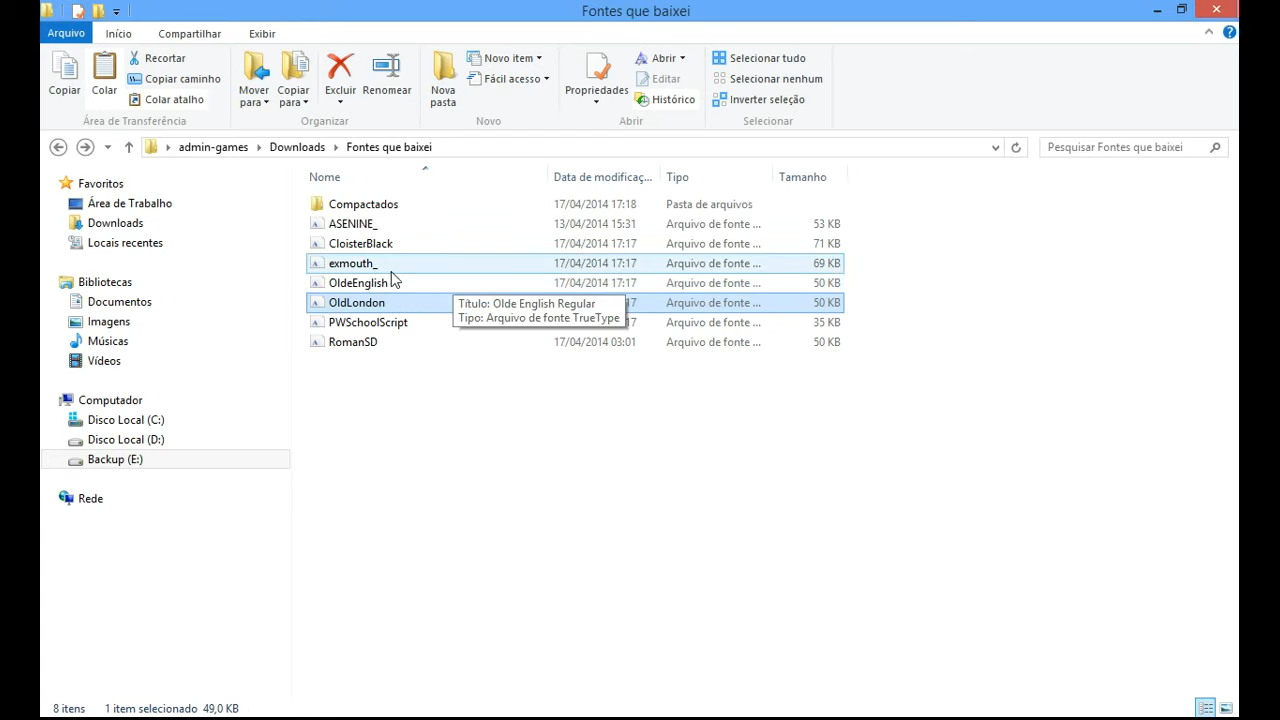 Fontes que baixei
Arquivo Início Compartilhar Exibir
Copiar
Colar
Recortar
Copiar caminho
Colar atalho
Área de Transferência
Mover para
Copiar para
Excluir
Renomear
Organizar
Nova pasta
Novo item
Fácil acesso
Novo
Propriedades
Abrir
Editar
Histórico
Abrir
Selecionar tudo
Selecionar nenhum
Inverter seleção
Selecionar
admin-games Downloads Fontes que baixei
Pesquisar Fontes que baixei
Favoritos
Área de Trabalho
Downloads
Locais recentes
Bibliotecas
Documentos
Imagens
Músicas
Vídeos
Computador
Disco Local (C:)
Disco Local (D:)
Backup (E:)
Rede
Nome Data de modificaç... Tipo Tamanho
Compactados 17/04/2014 17:18 Pasta de arquivos
ASENINE_ 13/04/2014 15:31 Arquivo de fonte ... 53 KB
CloisterBlack 17/04/2014 17:17 Arquivo de fonte ... 71 KB
exmouth_ 17/04/2014 17:17 Arquivo de fonte ... 69 KB
OldeEnglish 17/04/2014 17:17 Arquivo de fonte ... 50 KB
OldLondon 17 Arquivo de fonte ... 50 KB
Título: Olde English Regular
Tipo: Arquivo de fonte TrueType
PWSchoolScript 17 Arquivo de fonte ... 35 KB
RomanSD 17/04/2014 03:01 Arquivo de fonte ... 50 KB
8 itens 1 item selecionado 49,0 KB